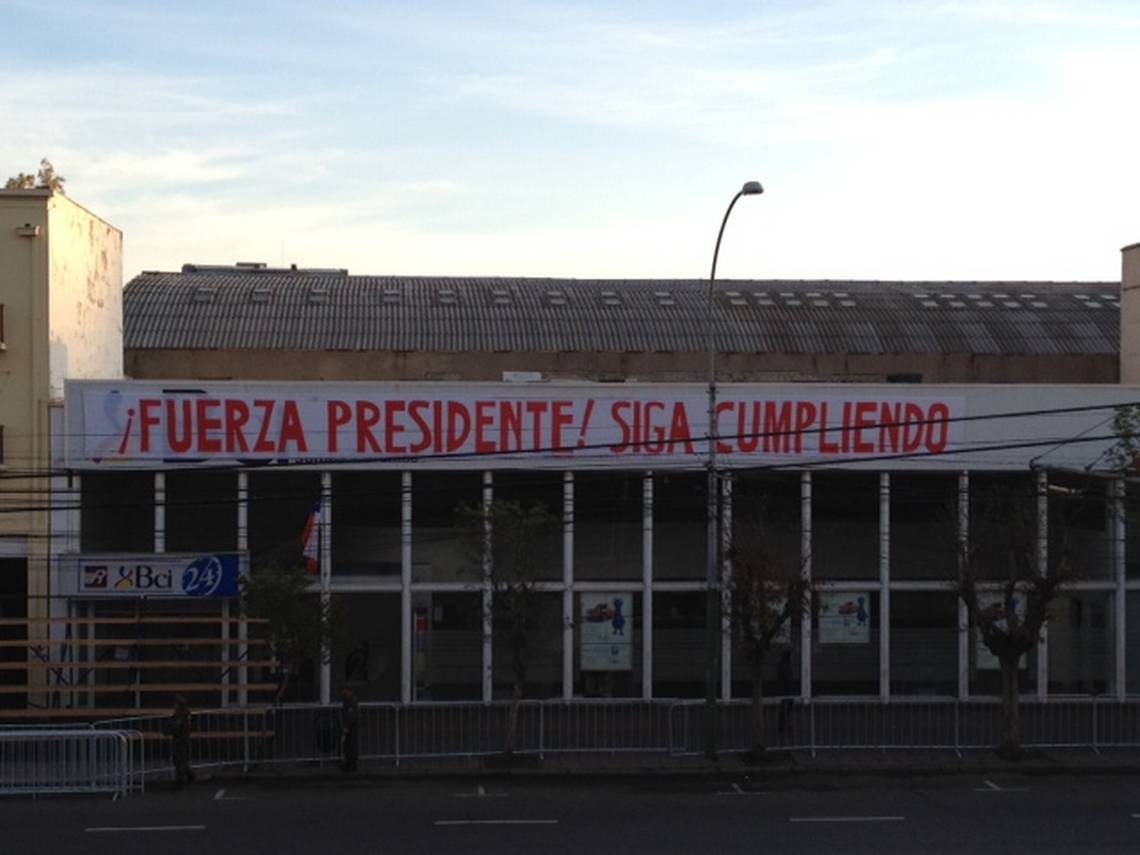 ¡FUERZA PRESIDENTE! SIGA CUMPLIENDO
Bci 24